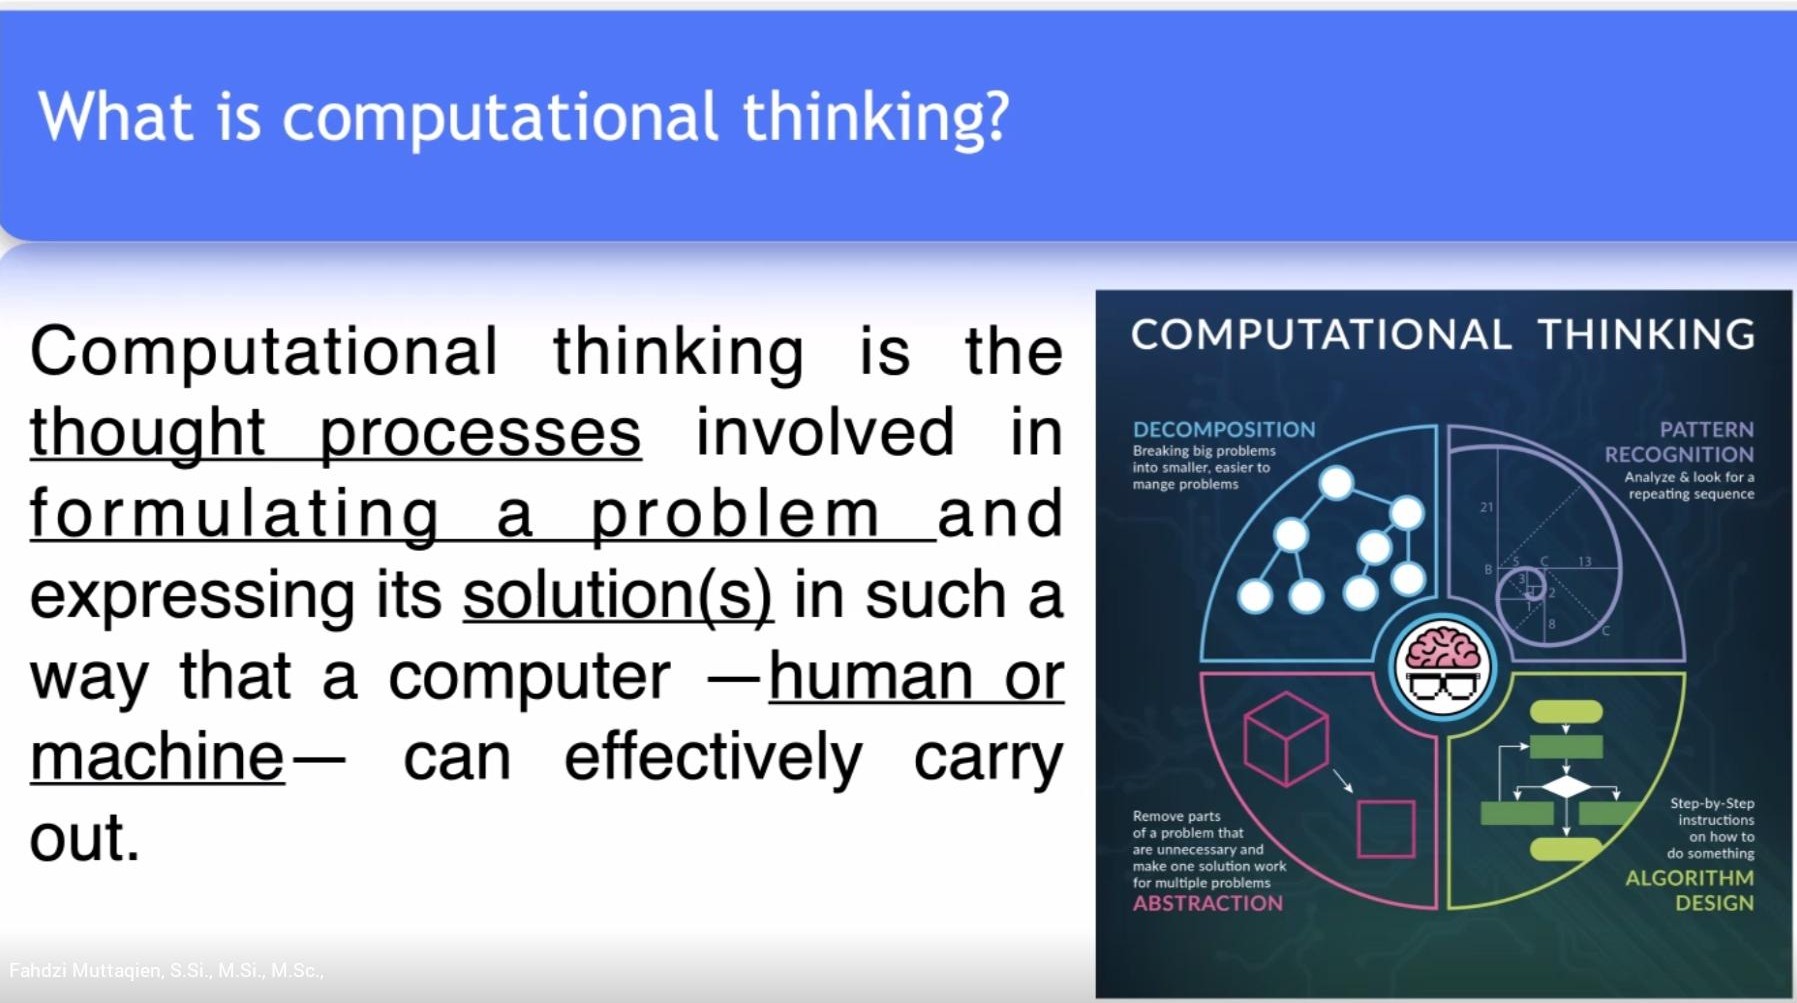 What is computational thinking?
Computational thinking is the
thought processes involved in
formulating a problem and
expressing its solution(s) in such a
way that a computer —human or
machine— can effectively carry
out.
COMPUTATIONAL THINKING
DECOMPOSITION
Breaking big problems
into smaller, easier to
mange problems
PATTERN
RECOGNITION
Analyze & look for a
repeating sequence
21
B
5
C
13
3
2
1
8
C
Remove parts
of a problem that
are unnecessary and
make one solution work
for multiple problems
ABSTRACTION
Step-by-Step
instructions
on how to
do something
ALGORITHM
DESIGN
Fahdzi Muttaqien, S.Si., M.Si., M.Sc.,